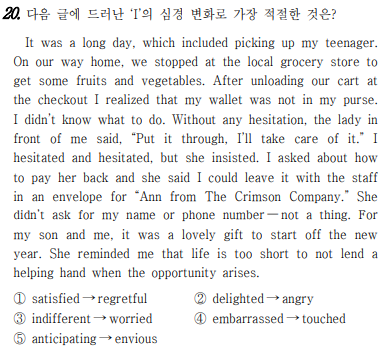 20. 다음 글에 드러난 ‘I’의 심경 변화로 가장 적절한 것은?
It was a long day, which included picking up my teenager.
On our way home, we stopped at the local grocery store to
get some fruits and vegetables. After unloading our cart at
the checkout I realized that my wallet was not in my purse.
I didn’t know what to do. Without any hesitation, the lady in
front of me said, “Put it through, I’ll take care of it.” I
hesitated and hesitated, but she insisted. I asked about how
to pay her back and she said I could leave it with the staff
in an envelope for “Ann from The Crimson Company.” She
didn’t ask for my name or phone number―not a thing. For
my son and me, it was a lovely gift to start off the new
year. She reminded me that life is too short to not lend a
helping hand when the opportunity arises.
① satisfied → regretful ② delighted → angry
③ indifferent → worried ④ embarrassed → touched
⑤ anticipating → envious